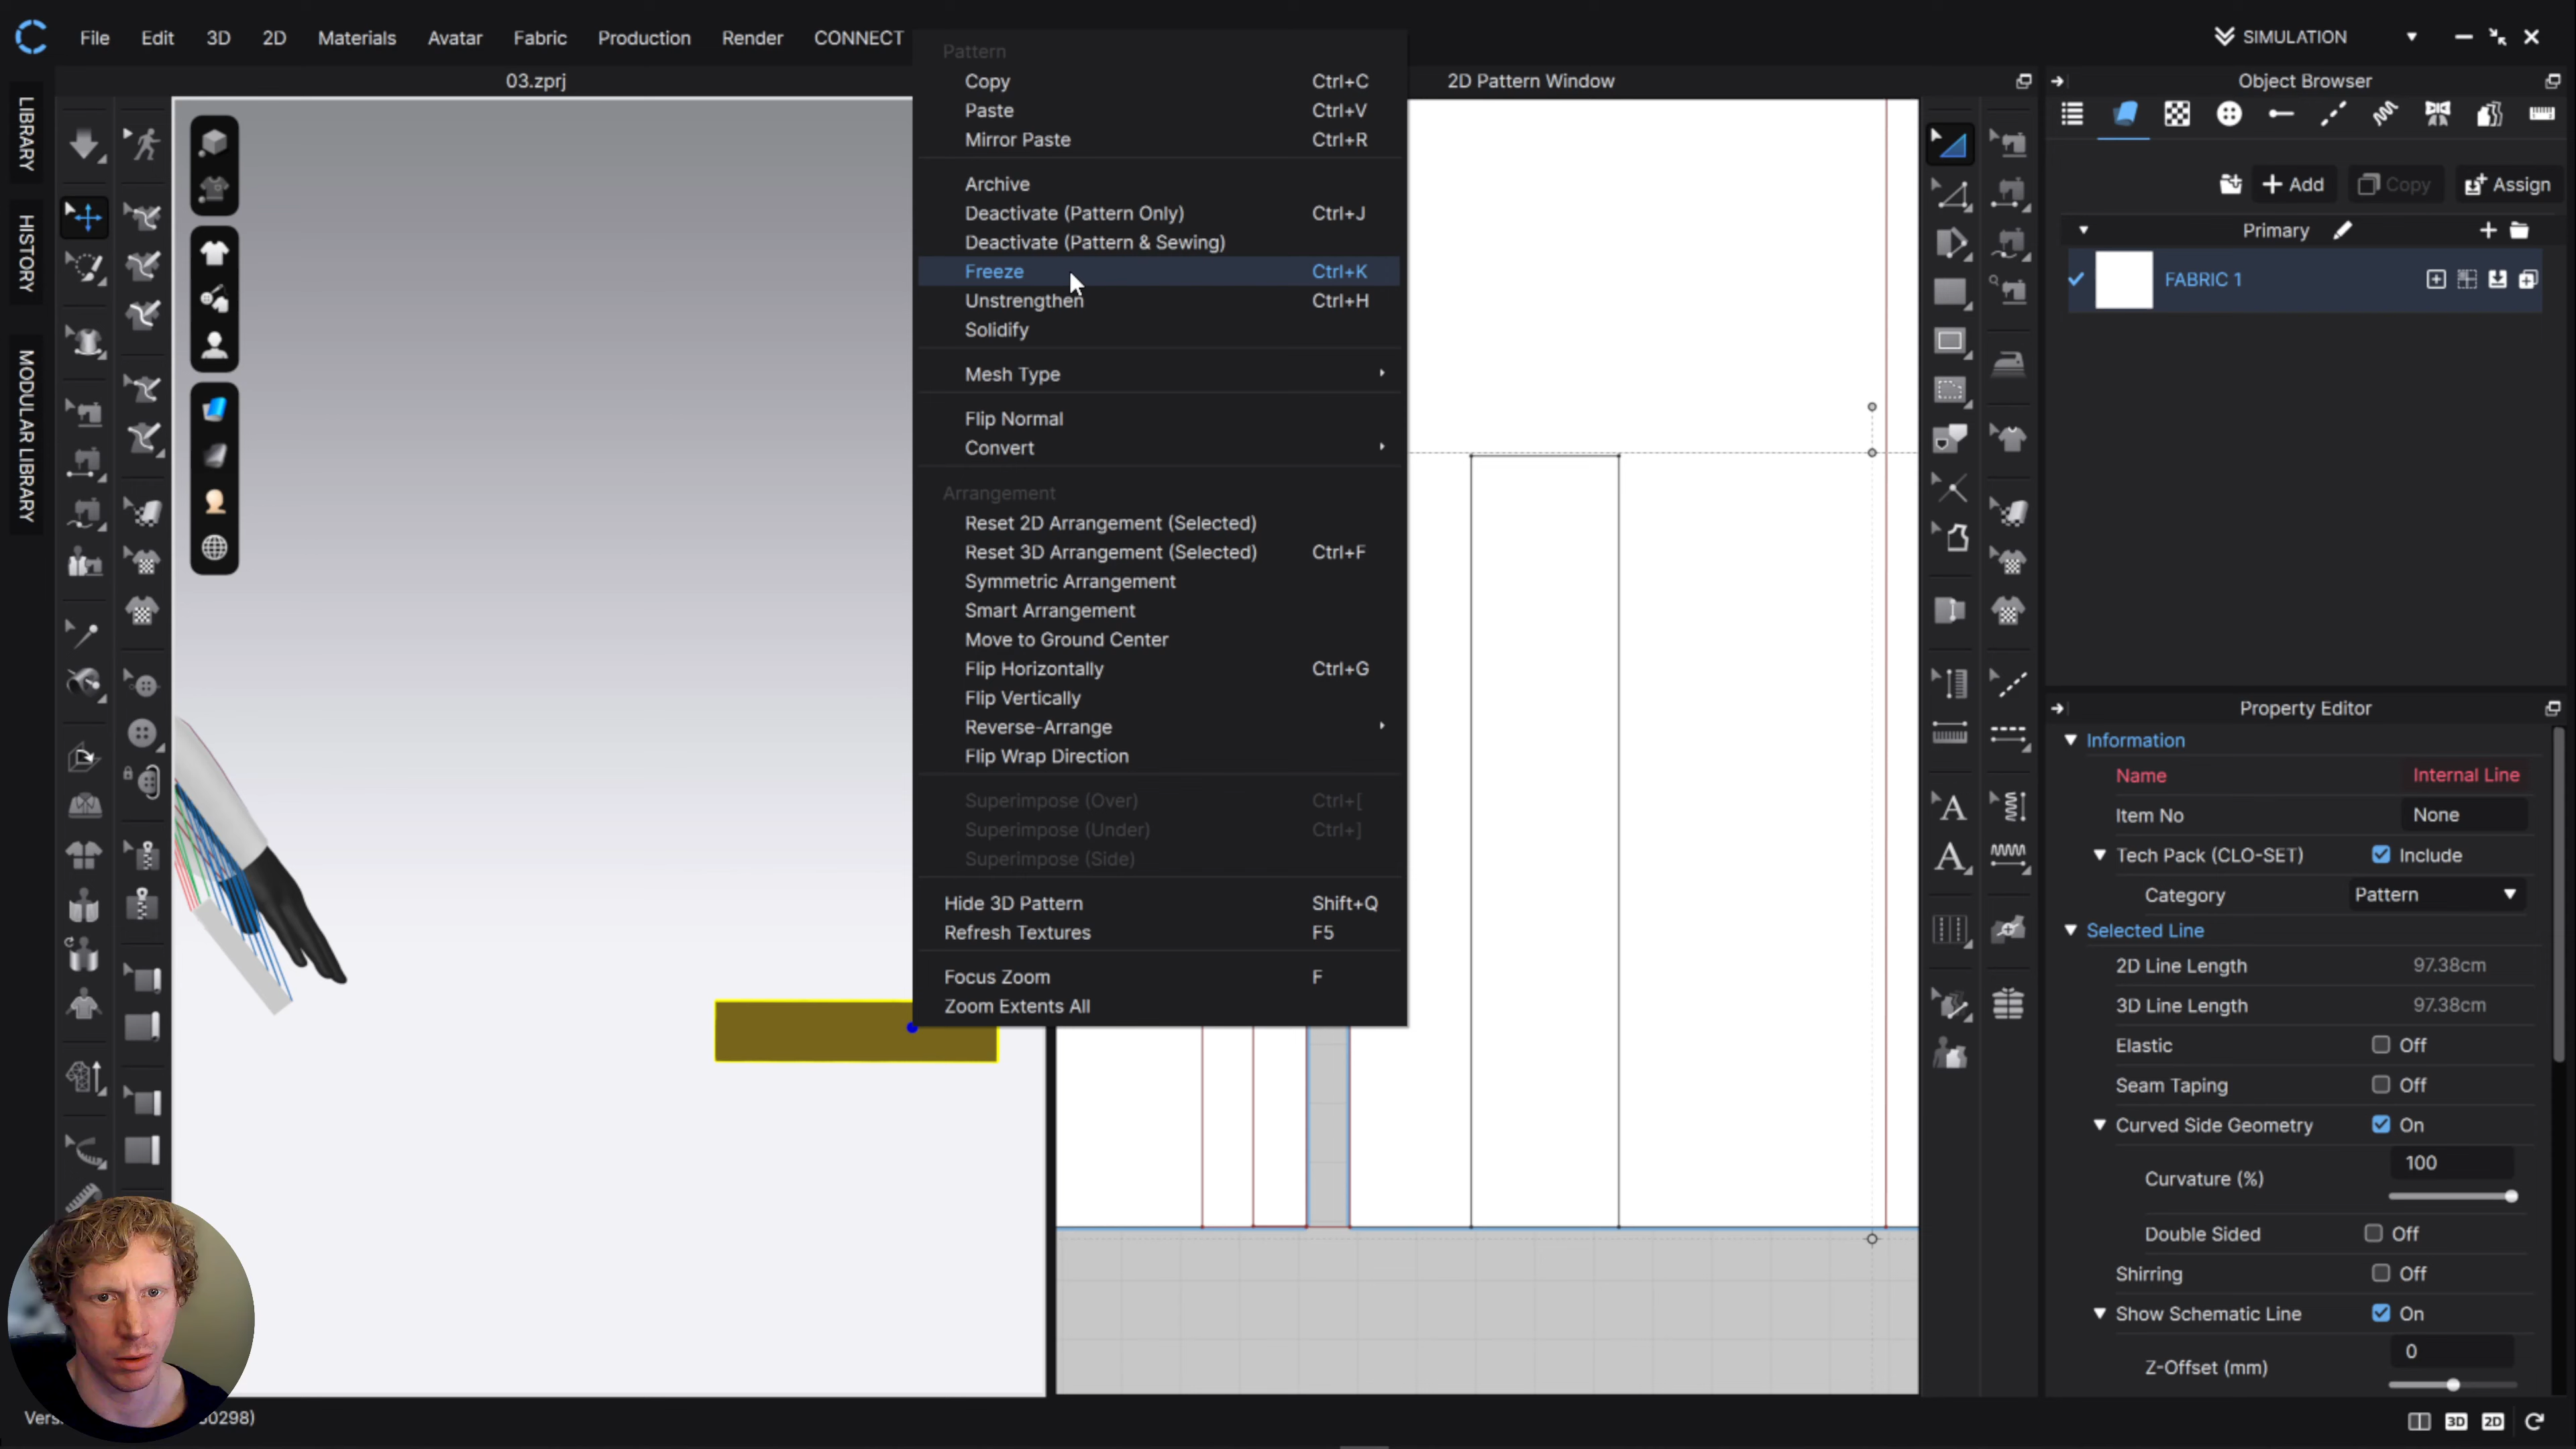 File Edit 3D 2D Materials Avatar Fabric Production Render CONNECT
SIMULATION
03.zprj
2D Pattern Window
Object Browser
LIBRARY
HISTORY
MODULAR LIBRARY
Pattern
Copy Ctrl+C
Paste Ctrl+V
Mirror Paste Ctrl+R
Archive
Deactivate (Pattern Only) Ctrl+J
Deactivate (Pattern & Sewing)
Freeze Ctrl+K
Unstrengthen Ctrl+H
Solidify
Mesh Type
Flip Normal
Convert
Arrangement
Reset 2D Arrangement (Selected)
Reset 3D Arrangement (Selected) Ctrl+F
Symmetric Arrangement
Smart Arrangement
Move to Ground Center
Flip Horizontally Ctrl+G
Flip Vertically
Reverse-Arrange
Flip Wrap Direction
Superimpose (Over) Ctrl+[
Superimpose (Under) Ctrl+]
Superimpose (Side)
Hide 3D Pattern Shift+Q
Refresh Textures F5
Focus Zoom F
Zoom Extents All
A
A
Add Copy Assign
Primary
FABRIC 1
Property Editor
Information
Name Internal Line
Item No None
Tech Pack (CLO-SET) Include
Category Pattern
Selected Line
2D Line Length 97.38cm
3D Line Length 97.38cm
Elastic Off
Seam Taping Off
Curved Side Geometry On
Curvature (%) 100
Double Sided Off
Shirring Off
Show Schematic Line On
Z-Offset (mm) 0
3D 2D